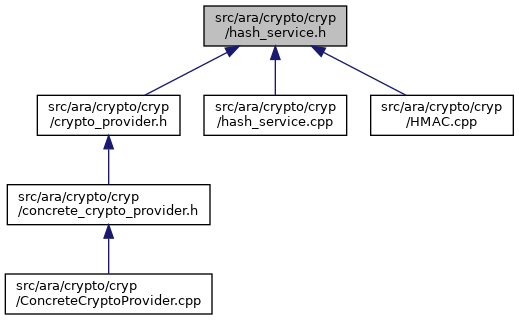 src/ara/crypto/cryp
/hash_service.h
src/ara/crypto/cryp
/crypto_provider.h
src/ara/crypto/cryp
/hash_service.cpp
src/ara/crypto/cryp
/HMAC.cpp
src/ara/crypto/cryp
/concrete_crypto_provider.h
src/ara/crypto/cryp
/ConcreteCryptoProvider.cpp